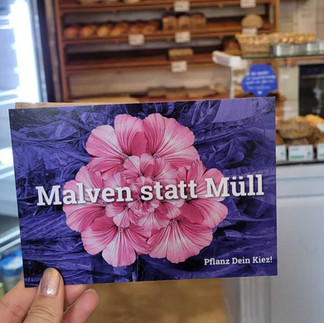 Malven statt Müll
Pflanz Dein Kiez!